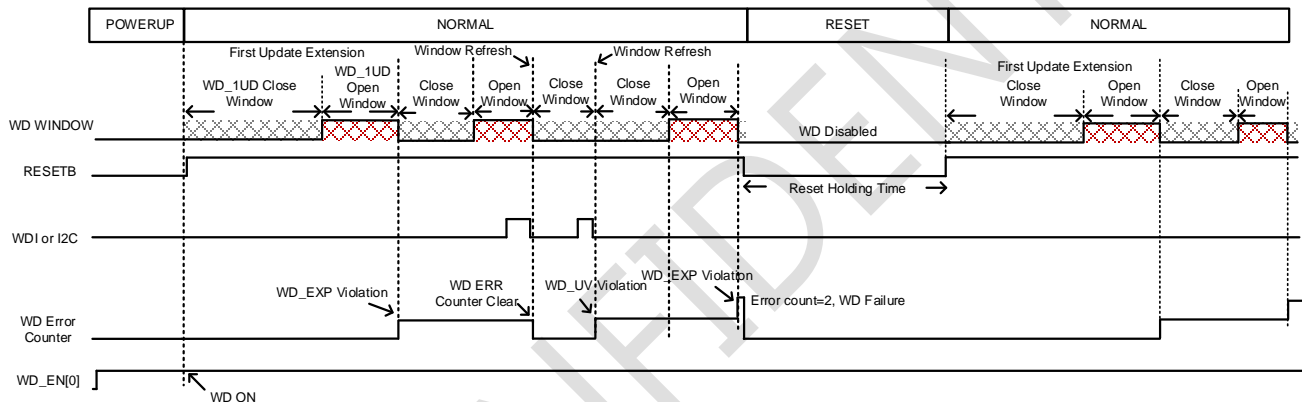 POWERUP NORMAL RESET NORMAL
First Update Extension
Window Refresh
Window Refresh
WD_1UD Close
Window
WD_1UD
Open
Window
Close
Window
Open
Window
Close
Window
Close
Window
Open
Window
First Update Extension
Close
Window
Open
Window
Close
Window
Open
Window
WD WINDOW
WD Disabled
RESETB
Reset Holding Time
WDI or I2C
WD_EXP Violation
WD ERR
Counter Clear
WD_UV Violation
WD_EXP Violation
Error count=2, WD Failure
WD Error
Counter
WD_EN[0]
WD ON